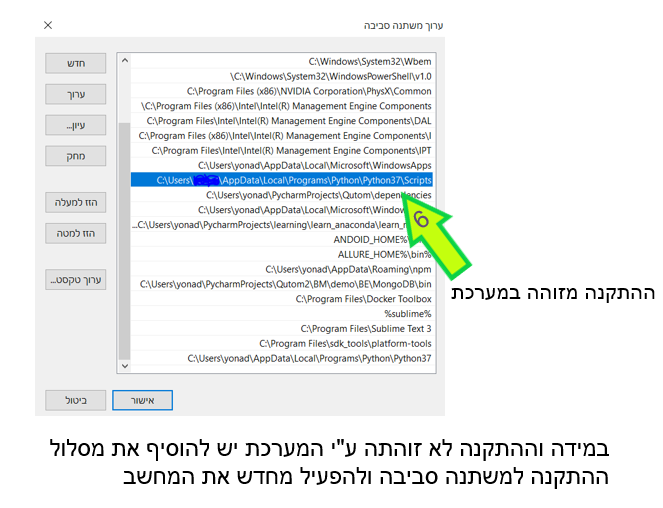 ערוך משתנה סביבה
C:\Windows\System32\Wbem
C:\Windows\System32\WindowsPowerShell\v1.0\
C:\Program Files (x86)\NVIDIA Corporation\PhysX\Common
C:\Program Files (x86)\Intel\Intel(R) Management Engine Components\
C:\Program Files\Intel\Intel(R) Management Engine Components\DAL
C:\Program Files (x86)\Intel\Intel(R) Management Engine Components\I
C:\Program Files\Intel\Intel(R) Management Engine Components\IPT
C:\Users\yonad\AppData\Local\Microsoft\WindowsApps
C:\Users\ \AppData\Local\Programs\Python\Python37\Scripts
C:\Users\yonad\PycharmProjects\Qutom\dependencies
C:\Users\yonad\AppData\Local\Microsoft\
C:\Users\yonad\PycharmProjects\learning\learn_anaconda\
ANDOID_HOME%\
ALLURE_HOME%\bin%
C:\Users\yonad\AppData\Roaming\npm
C:\Users\yonad\PycharmProjects\Qutom2\BM\demo\BE\MongoDB\bin
C:\Program Files\Docker Toolbox
%sublime%
C:\Program Files\Sublime Text 3
C:\Program Files\sdk_tools\platform-tools
C:\Users\yonad\AppData\Local\Programs\Python\Python37
חדש
ערוך
עיון...
מחק
הזז למעלה
הזז למטה
ערוך טקסט...
6
ההתקנה מזוהה במערכת
אישור
ביטול
במידה וההתקנה לא זוהתה ע"י המערכת יש להוסיף את מסלול
ההתקנה למשתנה סביבה ולהפעיל מחדש את המחשב